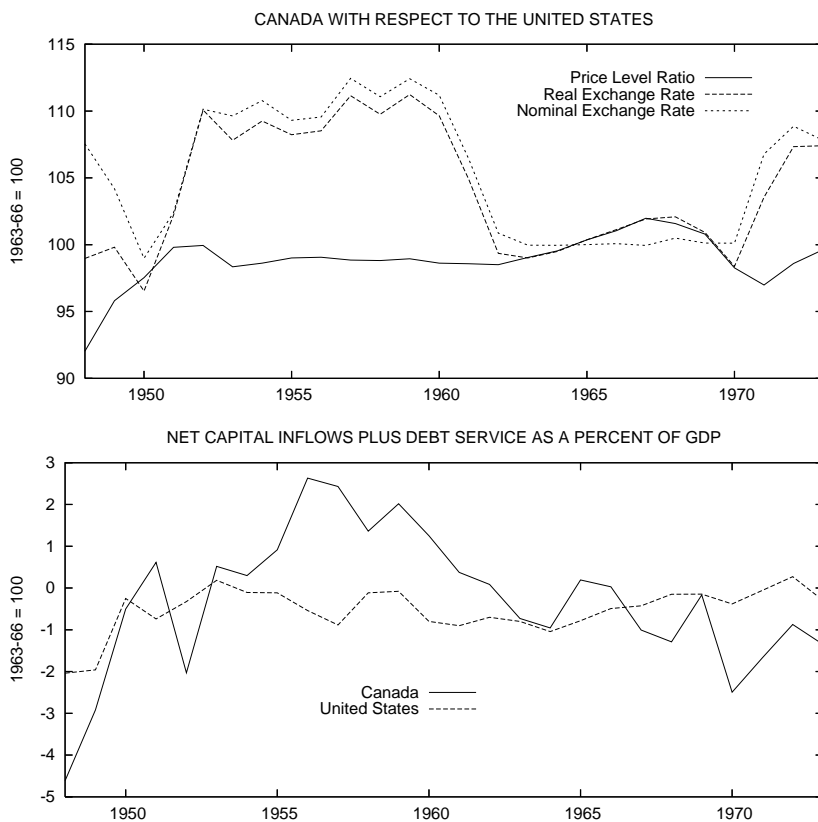 CANADA WITH RESPECT TO THE UNITED STATES
115
110
105
100
95
90
1963-66 = 100
Price Level Ratio
Real Exchange Rate
Nominal Exchange Rate
1950 1955 1960 1965 1970
NET CAPITAL INFLOWS PLUS DEBT SERVICE AS A PERCENT OF GDP
3
2
1
0
-1
-2
-3
-4
-5
1963-66 = 100
Canada
United States
1950 1955 1960 1965 1970